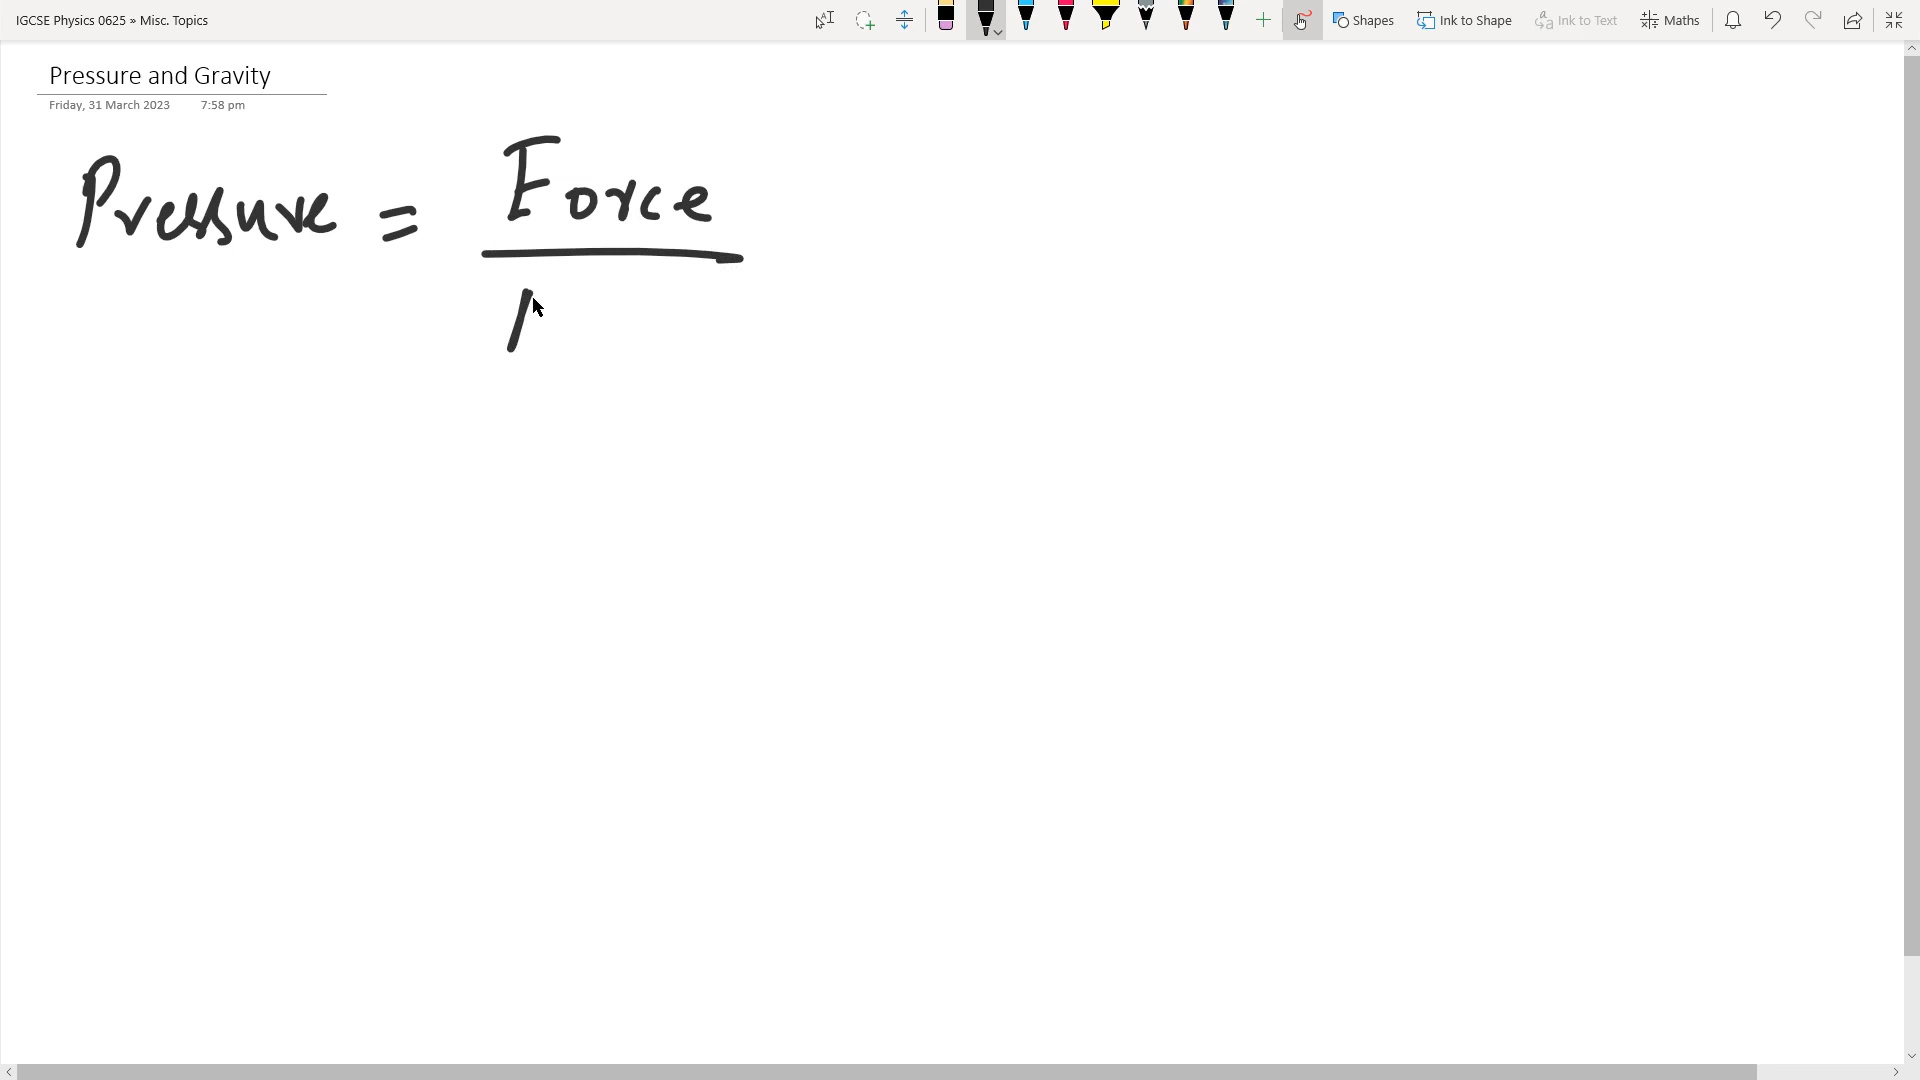 IGCSE Physics 0625 » Misc. Topics
Shapes
Ink to Shape
Ink to Text
Maths
Pressure and Gravity
Friday, 31 March 2023 7:58 pm
Pressure = Force